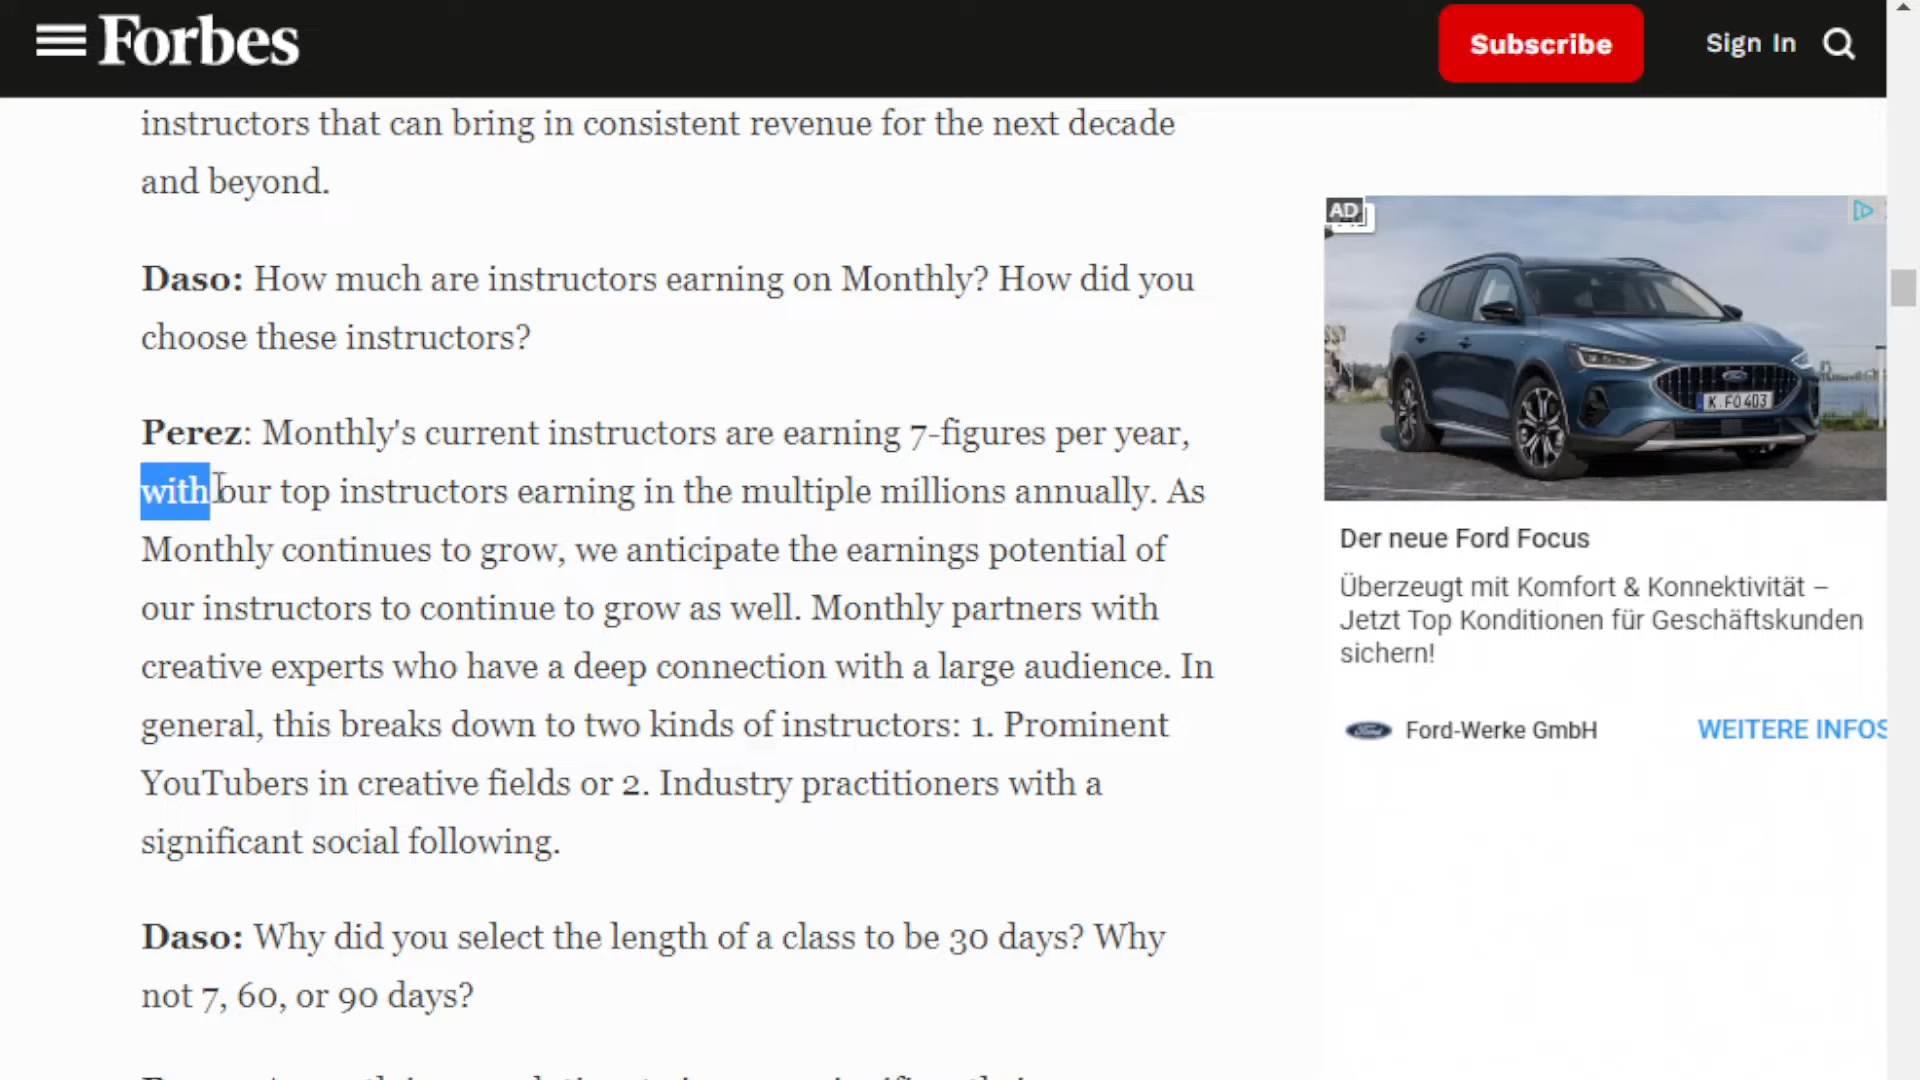 Forbes
Subscribe
Sign In
instructors that can bring in consistent revenue for the next decade
and beyond.
Daso: How much are instructors earning on Monthly? How did you
choose these instructors?
Perez: Monthly's current instructors are earning 7-figures per year,
with our top instructors earning in the multiple millions annually. As
Monthly continues to grow, we anticipate the earnings potential of
our instructors to continue to grow as well. Monthly partners with
creative experts who have a deep connection with a large audience. In
general, this breaks down to two kinds of instructors: 1. Prominent
YouTubers in creative fields or 2. Industry practitioners with a
significant social following.
Daso: Why did you select the length of a class to be 30 days? Why
not 7, 60, or 90 days?
AD
K FO 403
Der neue Ford Focus
Überzeugt mit Komfort & Konnektivität –
Jetzt Top Konditionen für Geschäftskunden
sichern!
Ford
Ford-Werke GmbH
WEITERE INFOS